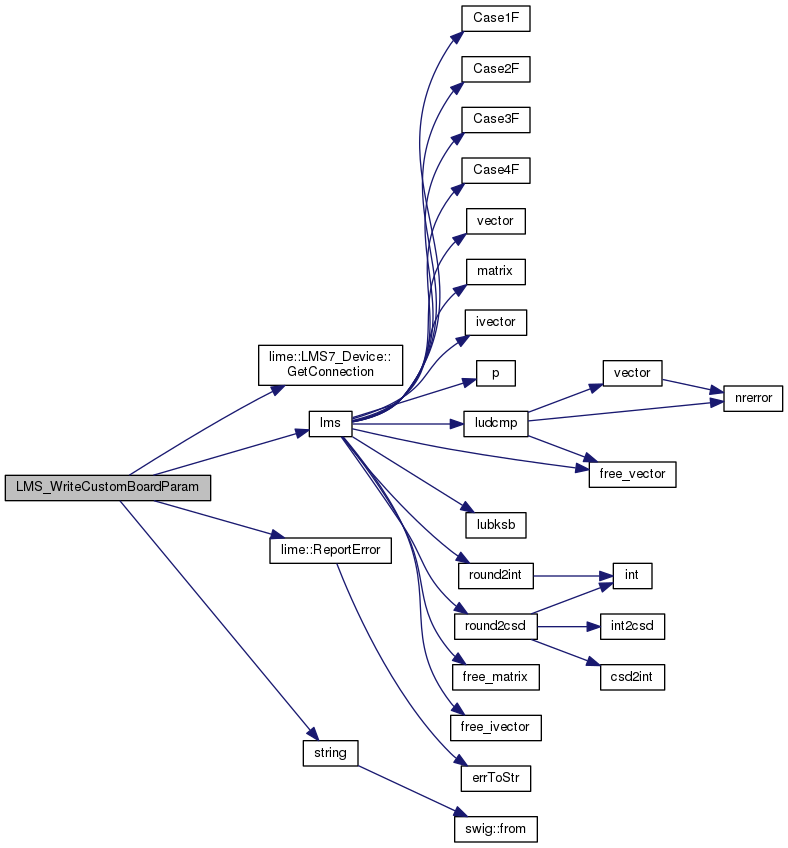 Case1F
Case2F
Case3F
Case4F
vector
matrix
ivector
lime::LMS7_Device::
GetConnection
p
vector
nrerror
lms
ludcmp
free_vector
LMS_WriteCustomBoardParam
lubksb
lime::ReportError
round2int
int
round2csd
int2csd
free_matrix
csd2int
free_ivector
string
errToStr
swig::from